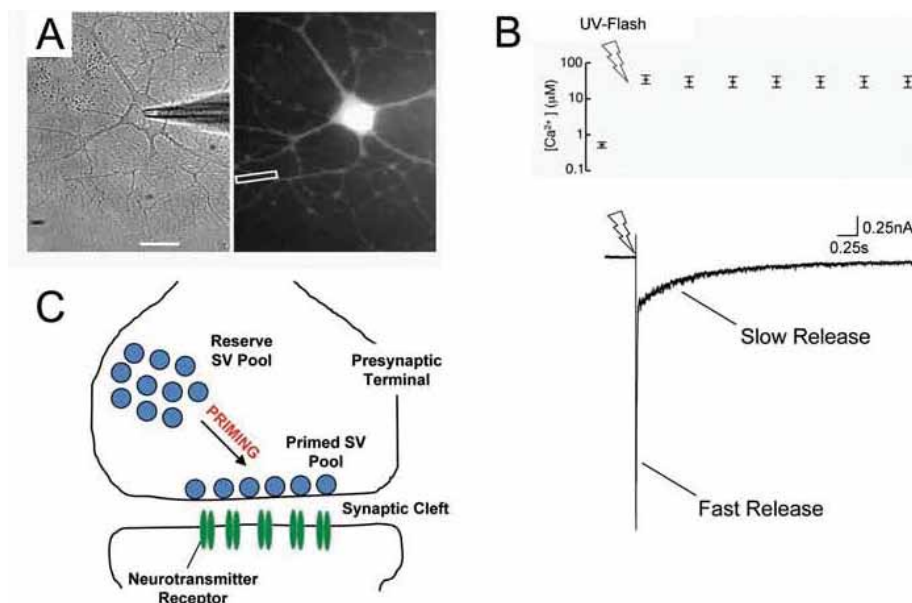 A
B
UV-Flash
100
10
1
0.1
[Ca²⁺] (μM)
0.25nA
0.25s
Slow Release
Fast Release
C
Reserve
SV Pool
Presynaptic
Terminal
PRIMING
Primed SV
Pool
Synaptic Cleft
Neurotransmitter
Receptor